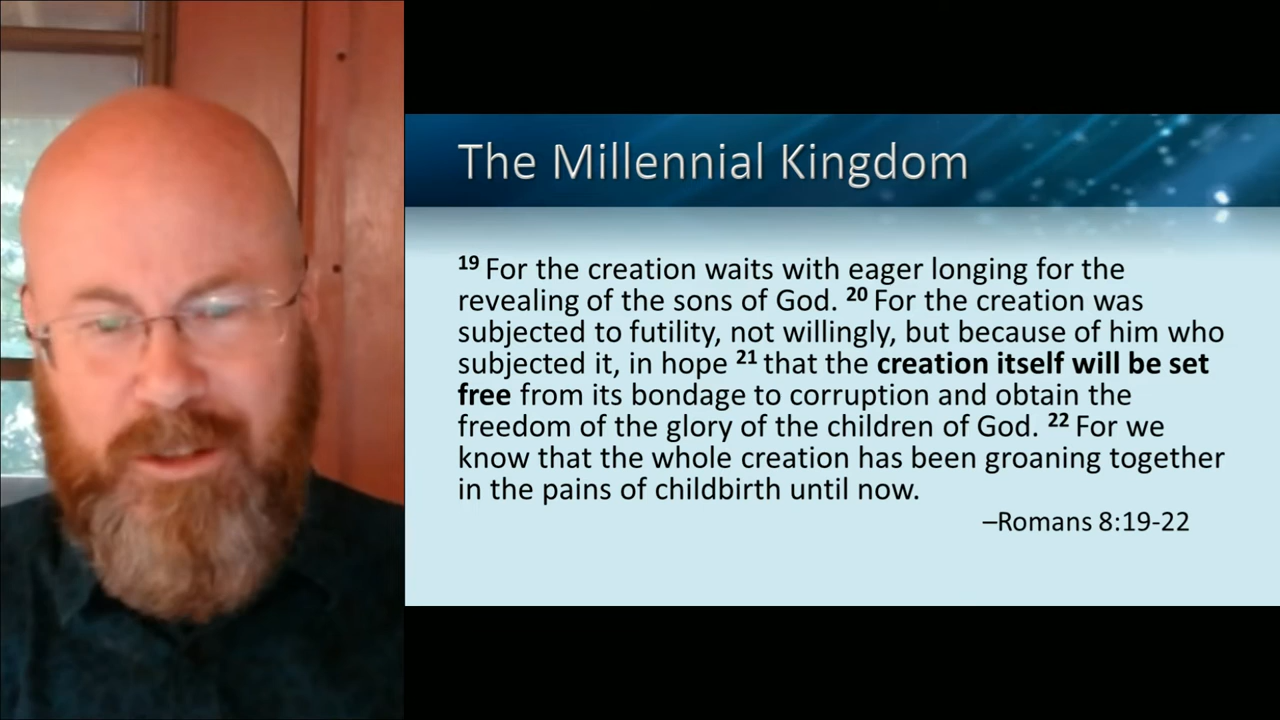 The Millennial Kingdom
19 For the creation waits with eager longing for the
revealing of the sons of God. 20 For the creation was
subjected to futility, not willingly, but because of him who
subjected it, in hope 21 that the creation itself will be set
free from its bondage to corruption and obtain the
freedom of the glory of the children of God. 22 For we
know that the whole creation has been groaning together
in the pains of childbirth until now.
–Romans 8:19-22